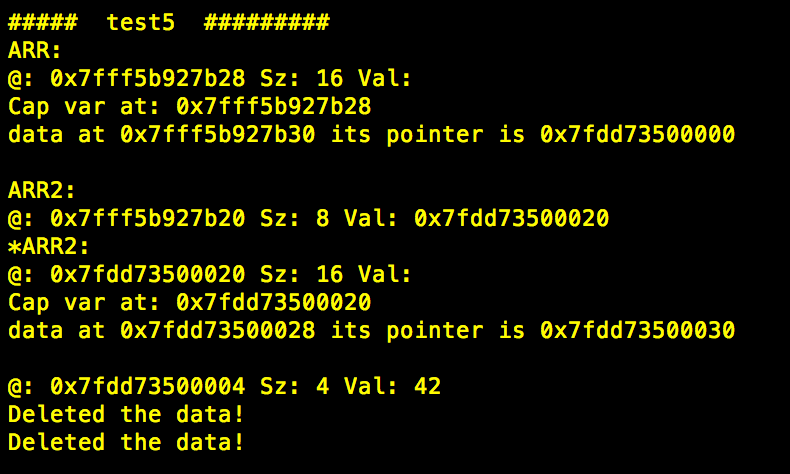 #####  test5  #########
ARR:
@: 0x7fff5b927b28 Sz: 16 Val:
Cap var at: 0x7fff5b927b28
data at 0x7fff5b927b30 its pointer is 0x7fdd73500000
ARR2:
@: 0x7fff5b927b20 Sz: 8 Val: 0x7fdd73500020
*ARR2:
@: 0x7fdd73500020 Sz: 16 Val:
Cap var at: 0x7fdd73500020
data at 0x7fdd73500028 its pointer is 0x7fdd73500030
@: 0x7fdd73500004 Sz: 4 Val: 42
Deleted the data!
Deleted the data!